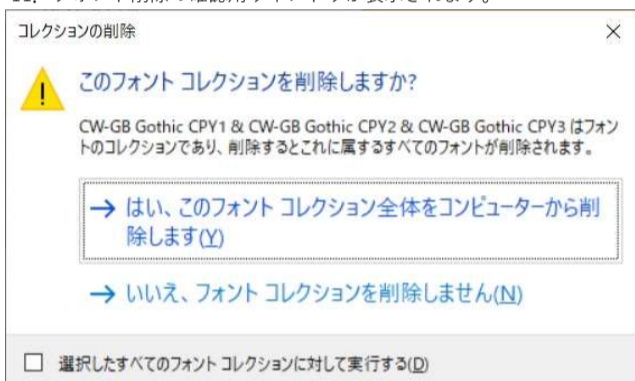 コレクションの削除
このフォント コレクションを削除しますか?
CW-GB Gothic CPY1 & CW-GB Gothic CPY2 & CW-GB Gothic CPY3 はフォン
トのコレクションであり、削除するとこれに属するすべてのフォントが削除されます。
→ はい、このフォント コレクション全体をコンピューターから削
除します(Y)
→ いいえ、フォント コレクションを削除しません(N)
選択したすべてのフォント コレクションに対して実行する(D)